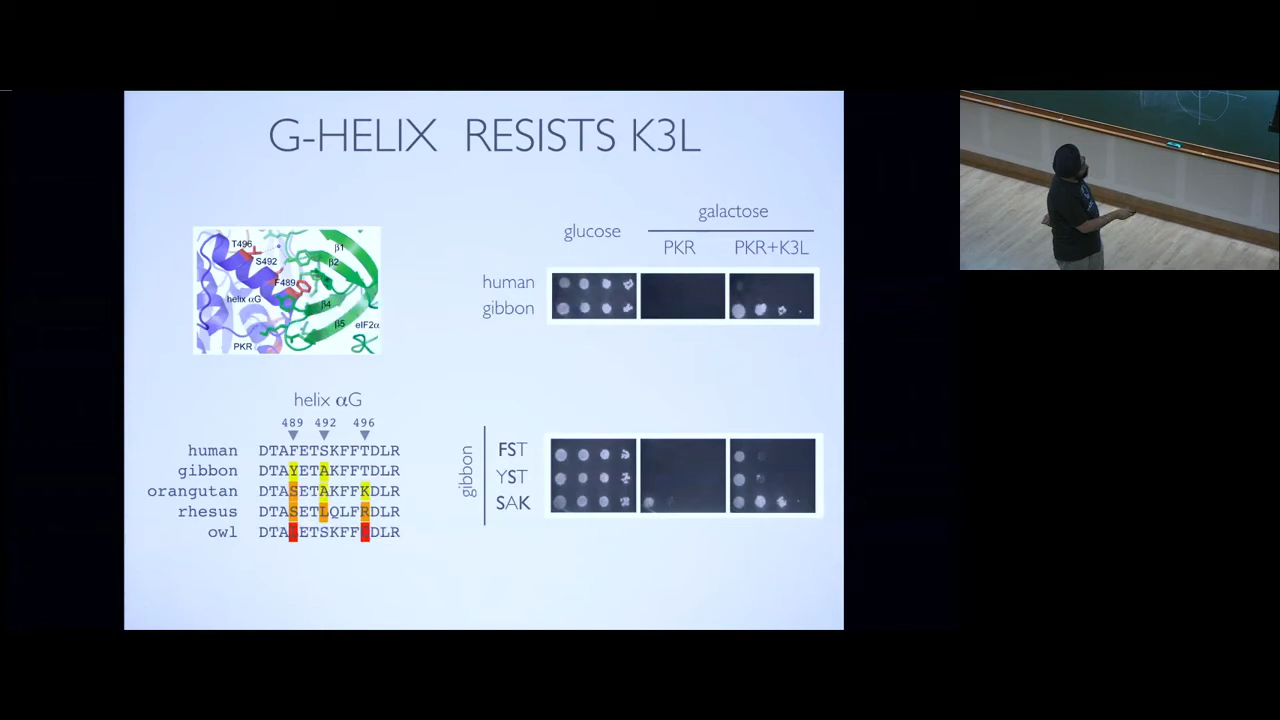 G-HELIX RESISTS K3L
galactose
glucose
PKR
PKR+K3L
human
gibbon
T496
S492
F489
helix αG
PKR
β1
β2
β4
β5
eIF2α
helix αG
489 492 496
human DTAFETSKFFTDLR
gibbon DTAYETAKFFTDLR
orangutan DTASETAKFFKDLR
rhesus DTASETLQLFRDLR
owl DTA ETSKFF DLR
gibbon
FST
YST
SAK